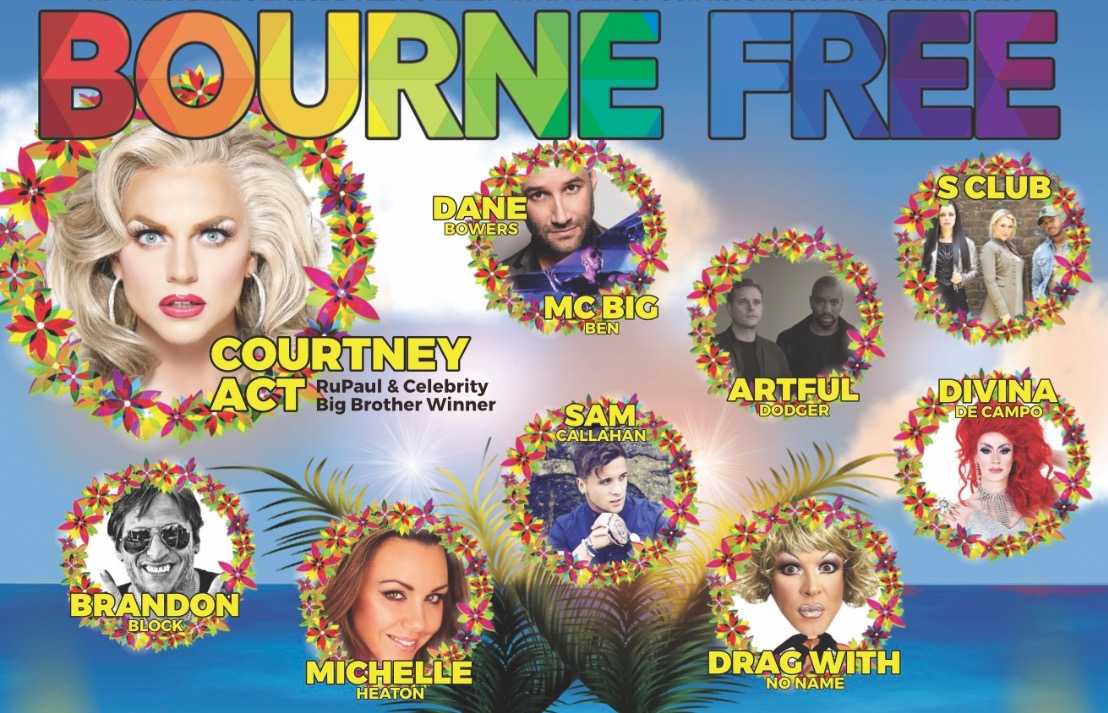 BOURNE FREE
S CLUB
DANE
BOWERS
MC BIG
BEN
COURTNEY
ACT RuPaul & Celebrity
Big Brother Winner
ARTFUL
DODGER
DIVINA
DE CAMPO
SAM
CALLAHAN
BRANDON
BLOCK
MICHELLE
HEATON
DRAG WITH
NO NAME